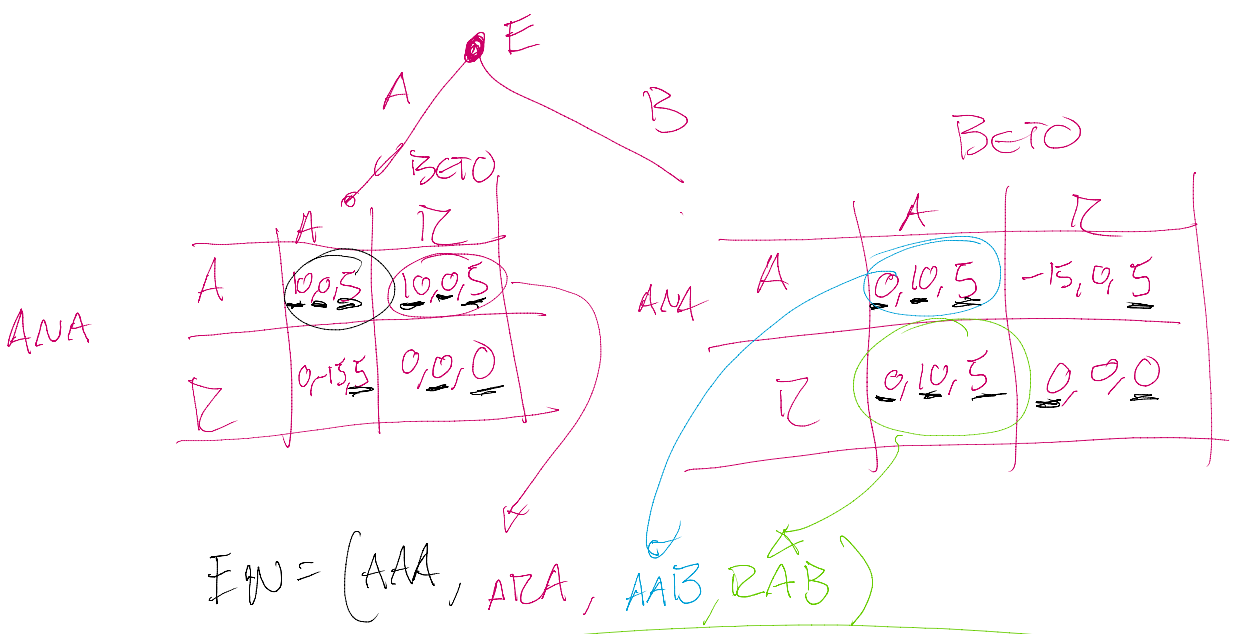 E
A B
BETO BETO
A R A R
A 10,0,5 10,0,5 A 0,10,5 -15,0,5
ANA ANA
R 0,-15,5 0,0,0 R 0,10,5 0,0,0
EN = (AAA, ARA, AAB, RAB)